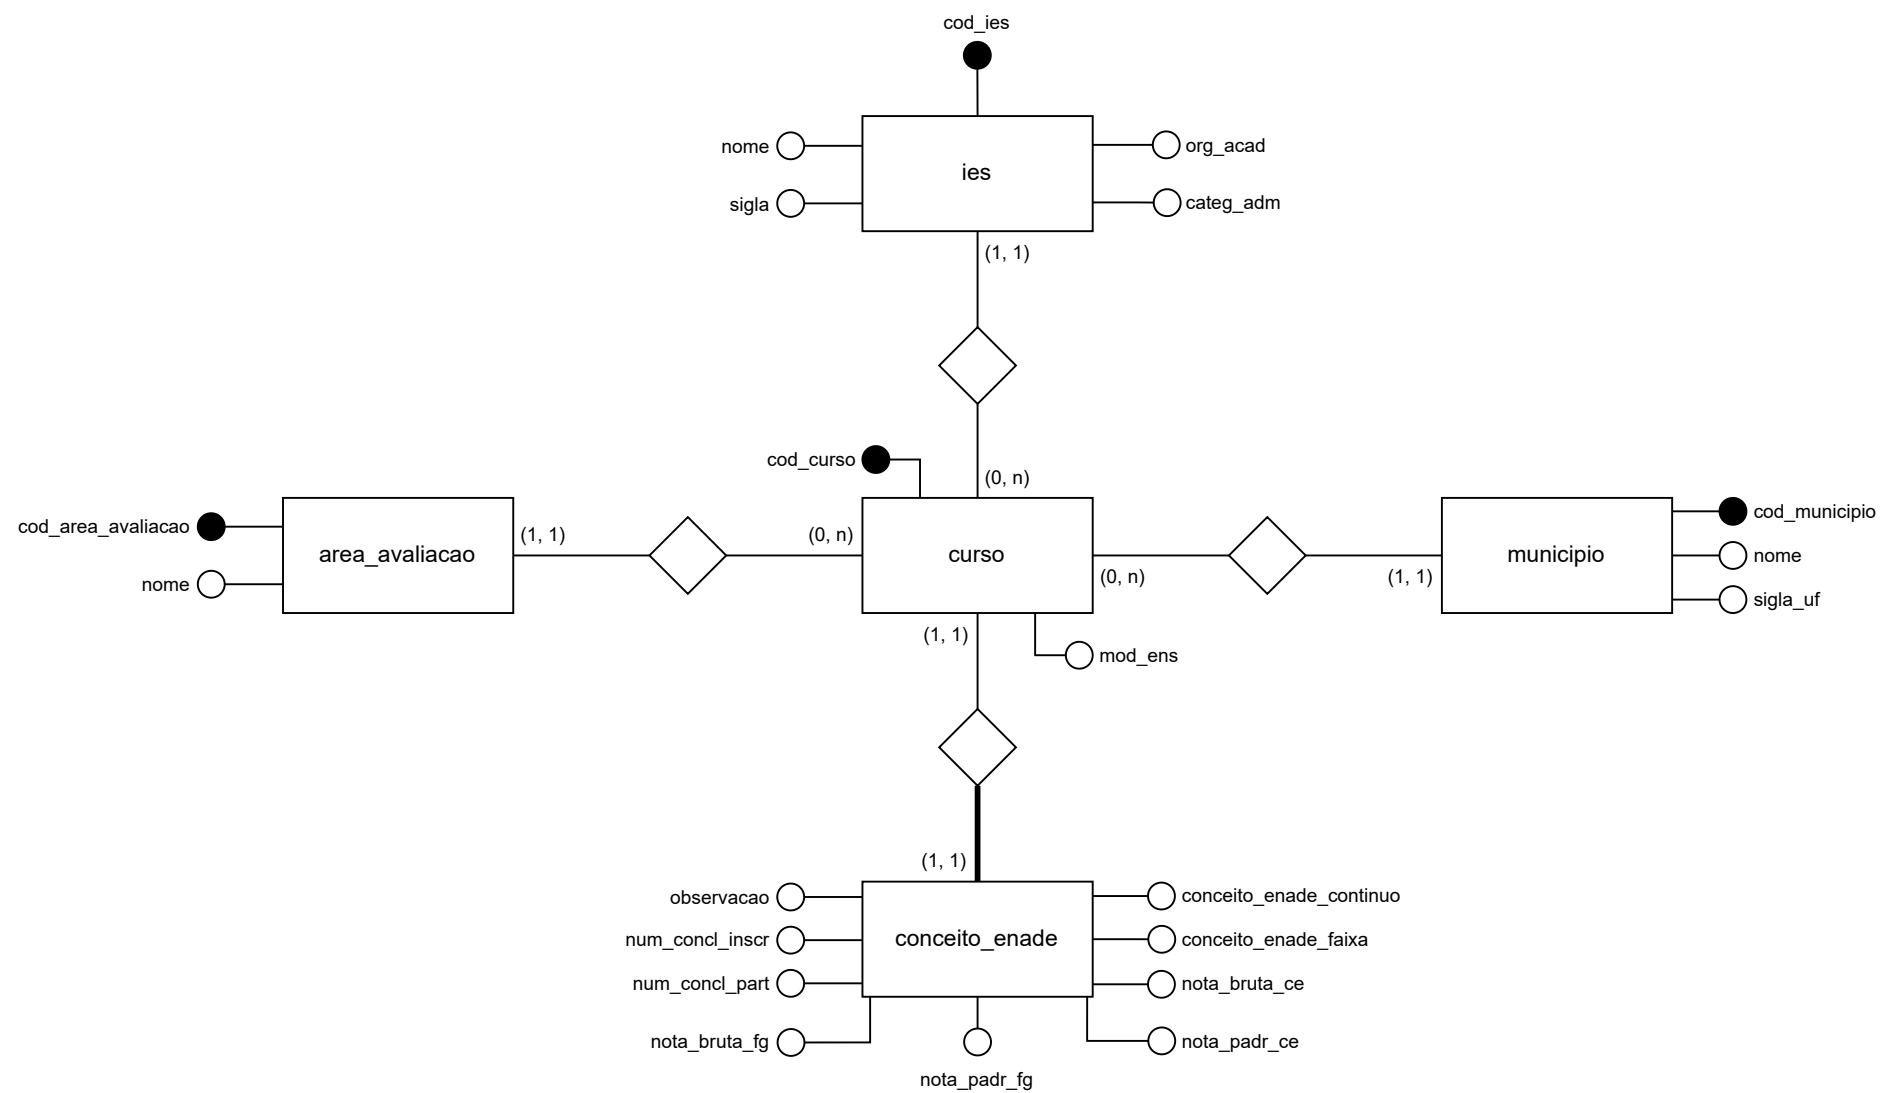 cod_ies
nome
org_acad
ies
sigla
categ_adm
(1, 1)
cod_curso
(0, n)
cod_area_avaliacao
(1, 1)
(0, n)
cod_municipio
area_avaliacao
curso
municipio
nome
nome
(0, n)
(1, 1)
sigla_uf
(1, 1)
mod_ens
(1, 1)
observacao
conceito_enade_continuo
num_concl_inscr
conceito_enade
conceito_enade_faixa
num_concl_part
nota_bruta_ce
nota_bruta_fg
nota_padr_ce
nota_padr_fg